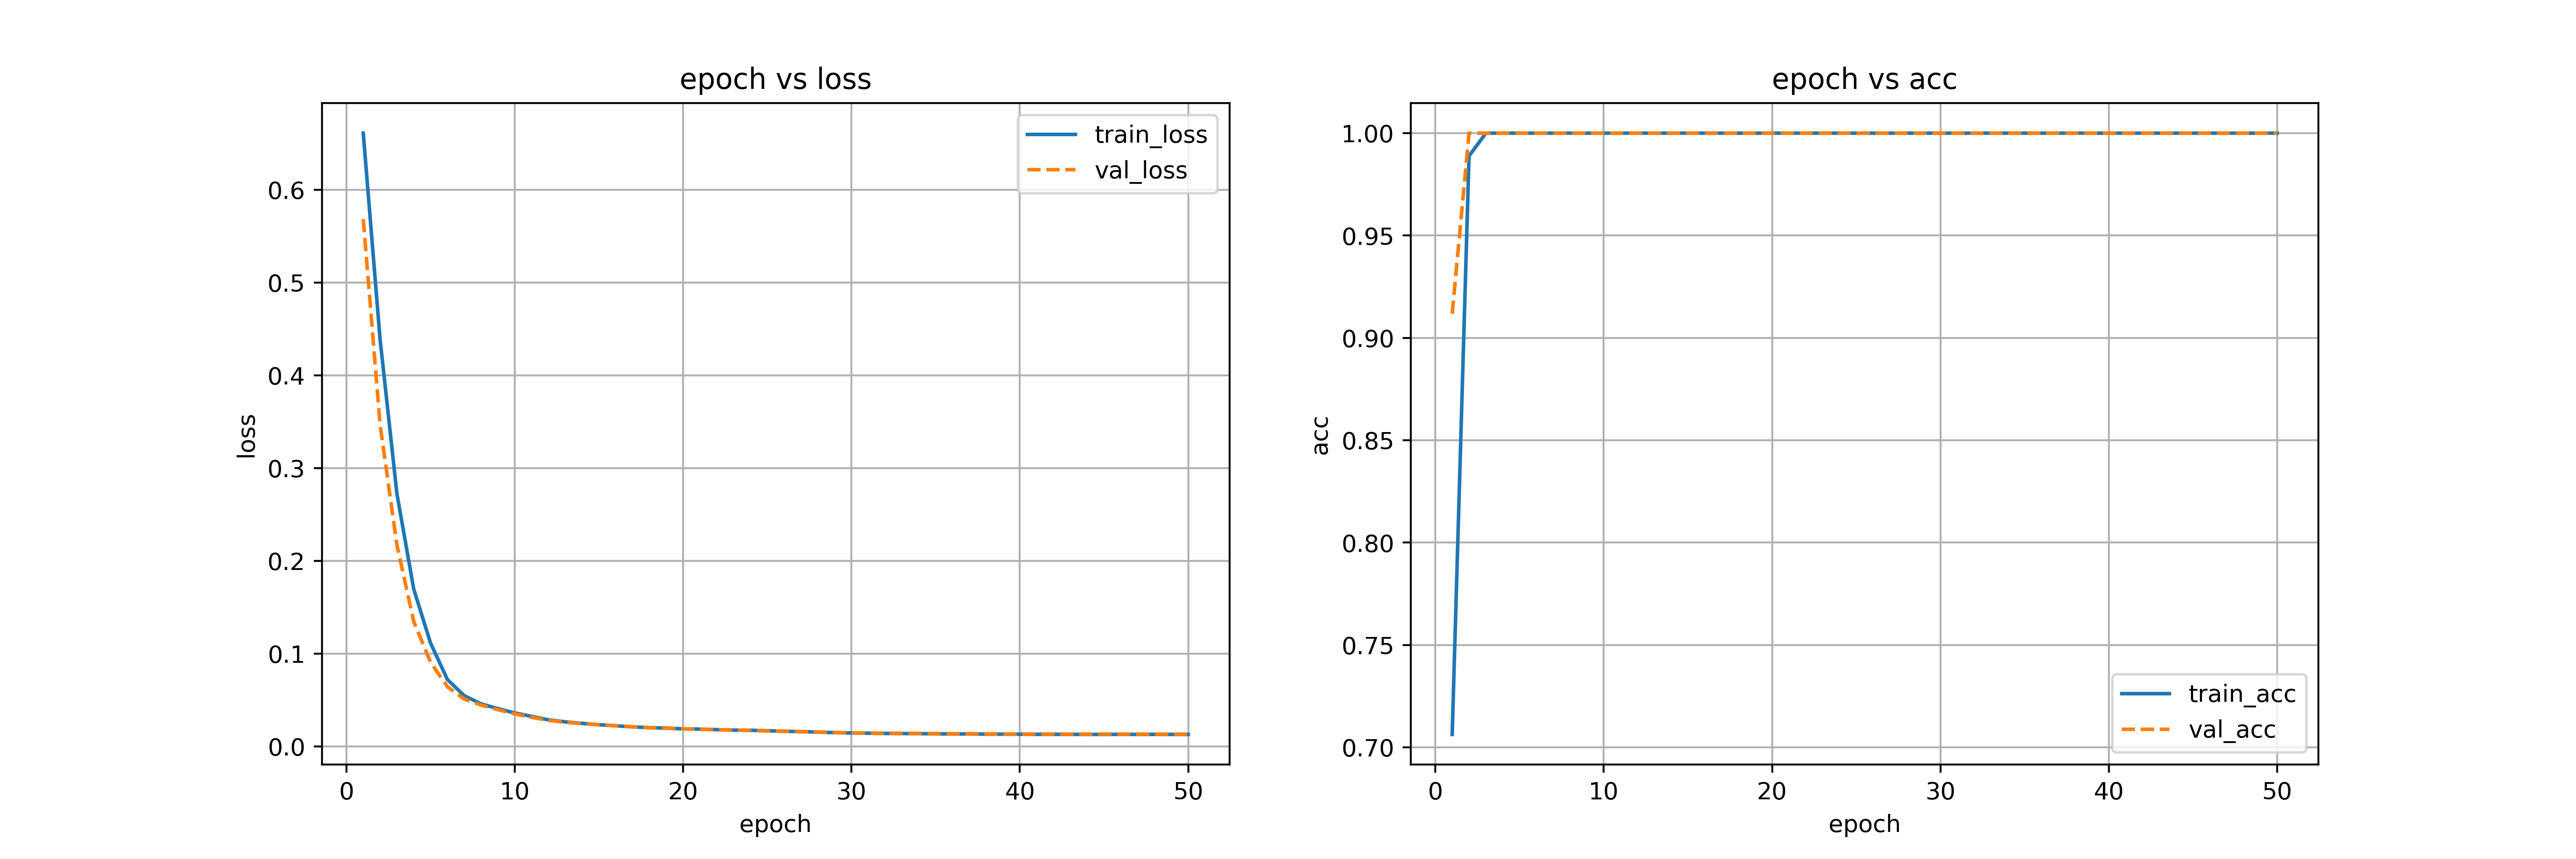 epoch vs loss
train_loss
val_loss
0.6
0.5
0.4
0.3
0.2
0.1
0.0
loss
0 10 20 30 40 50
epoch
epoch vs acc
1.00
0.95
0.90
0.85
0.80
0.75
0.70
acc
train_acc
val_acc
0 10 20 30 40 50
epoch